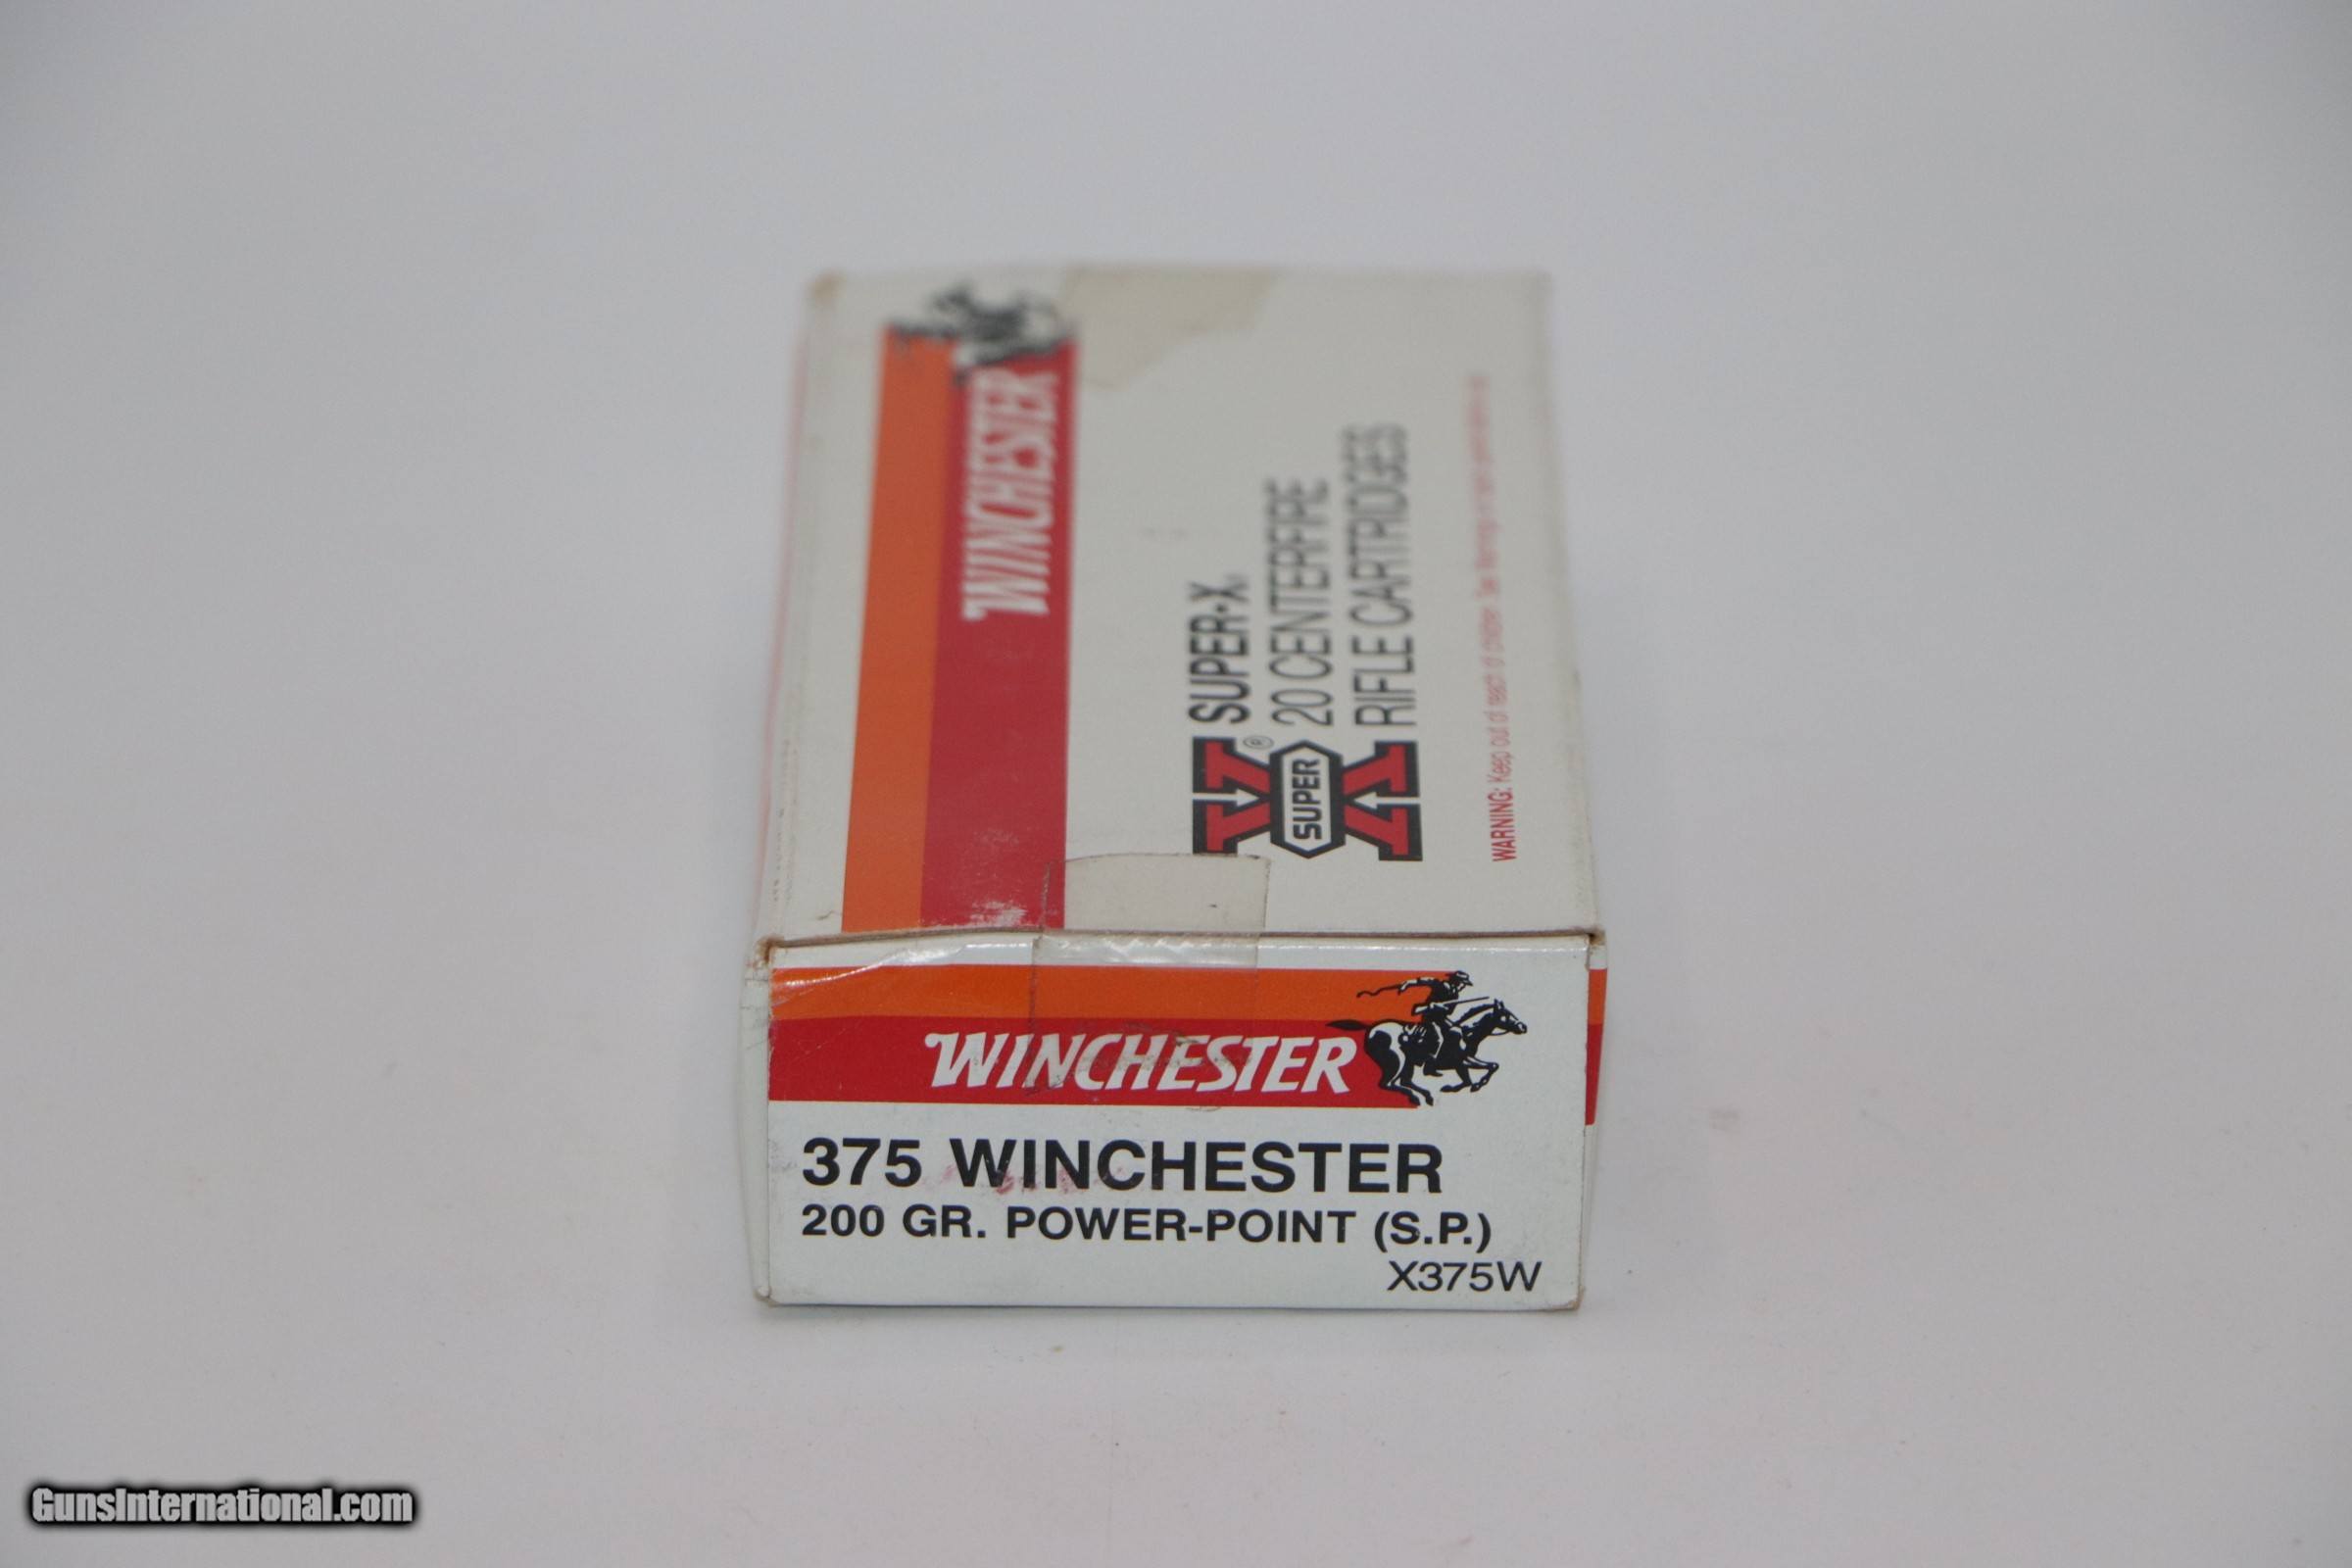 WINCHESTER
SUPER-X
20 CENTERFIRE
RIFLE CARTRIDGES
X
®
SUPER
WARNING: Keep out of reach of children.
WINCHESTER
375 WINCHESTER
200 GR. POWER-POINT (S.P.)
X375W
GunsInternational.com